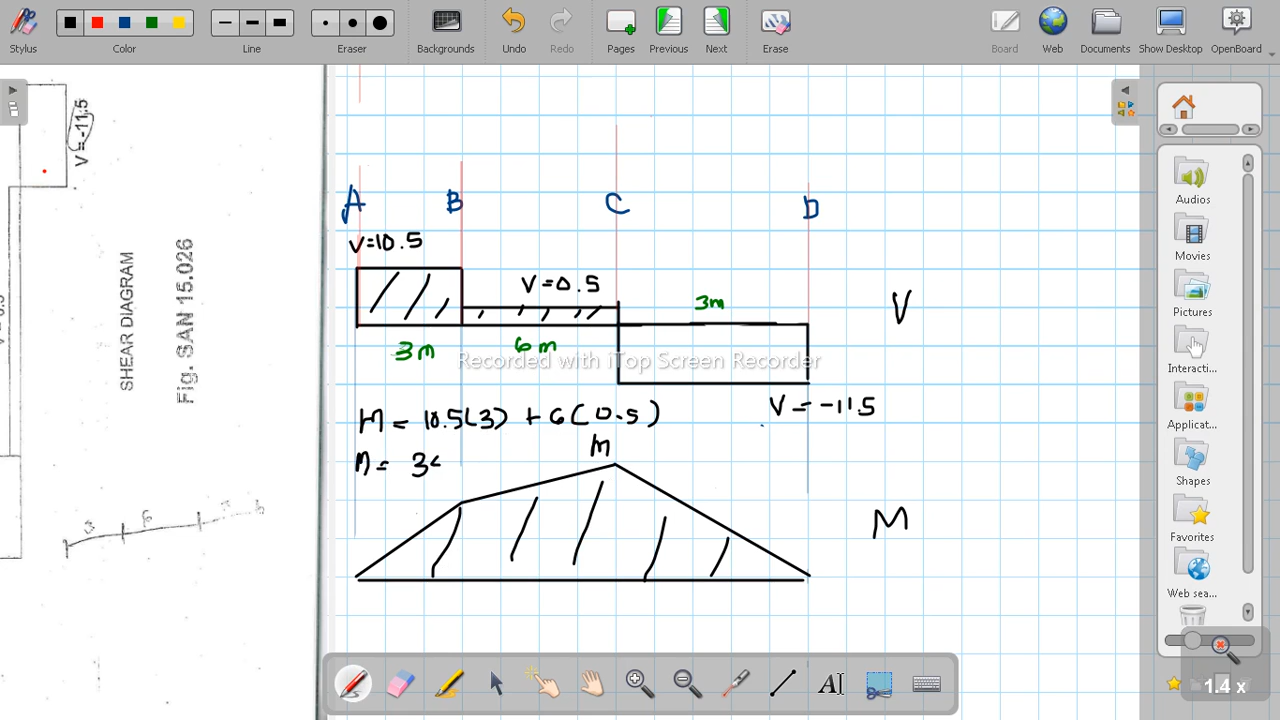 Stylus
Color
Line
Eraser
Backgrounds
Undo
Redo
Pages
Previous
Next
Erase
Board
Web
Documents
Show Desktop
OpenBoard
V=-11.5
SHEAR DIAGRAM
Fig. SAN 15.026
3 6
A B C D
V=10.5
V=0.5
3m
V
3m 6m
Recorded with iTop Screen Recorder
V=-11.5
M= 10.5(3) + 6(0.5)
M
M= 34
M
Audios
Movies
Pictures
Interacti...
Applicat...
Shapes
Favorites
Web sea...
1.4 x